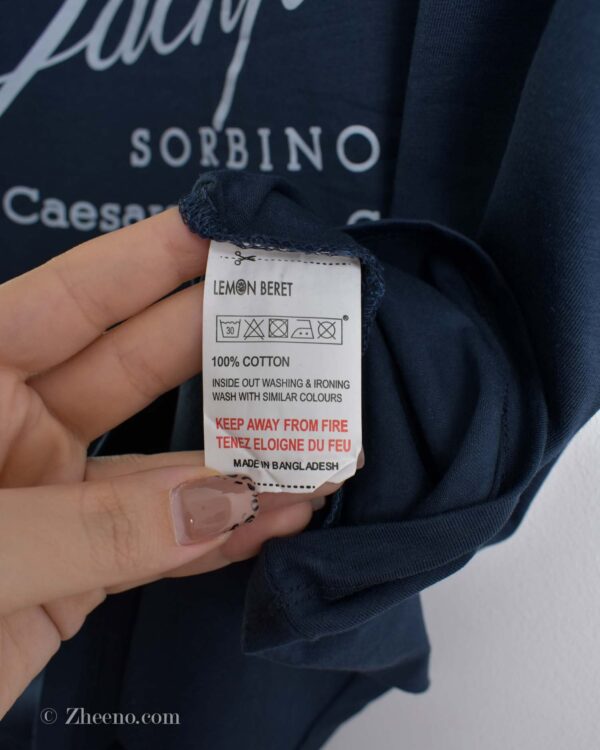 SORBINO
LEMON BERET
30
100% COTTON
INSIDE OUT WASHING & IRONING
WASH WITH SIMILAR COLOURS
KEEP AWAY FROM FIRE
TENEZ ELOIGNE DU FEU
MADE IN BANGLADESH
© Zheeno.com